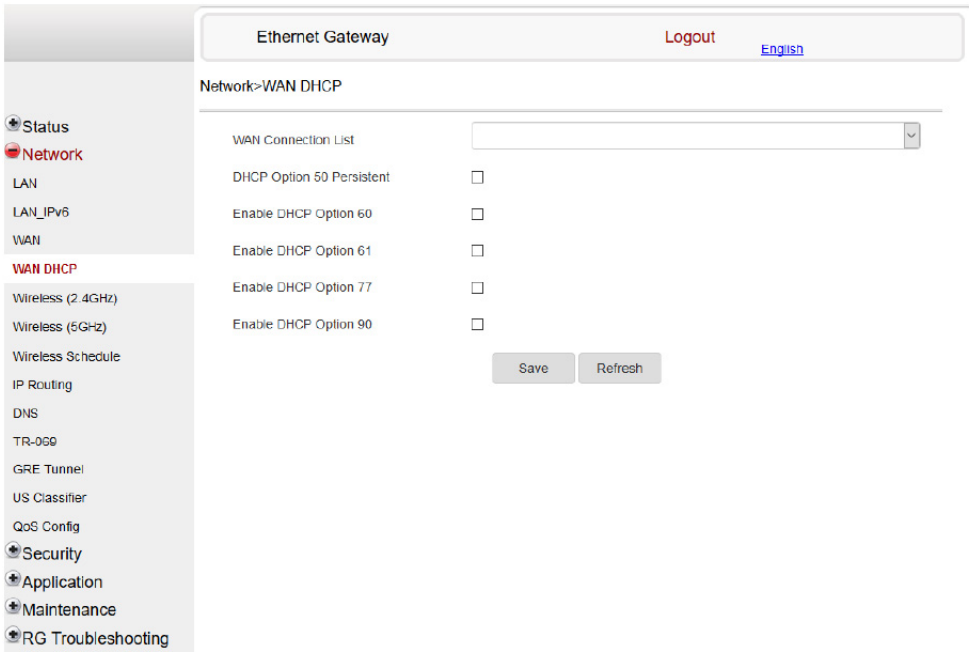 Ethernet Gateway
Logout
English
Network>WAN DHCP
Status
Network
LAN
LAN_IPv6
WAN
WAN DHCP
Wireless (2.4GHz)
Wireless (5GHz)
Wireless Schedule
IP Routing
DNS
TR-069
GRE Tunnel
US Classifier
QoS Config
Security
Application
Maintenance
RG Troubleshooting
WAN Connection List
DHCP Option 50 Persistent
Enable DHCP Option 60
Enable DHCP Option 61
Enable DHCP Option 77
Enable DHCP Option 90
Save
Refresh